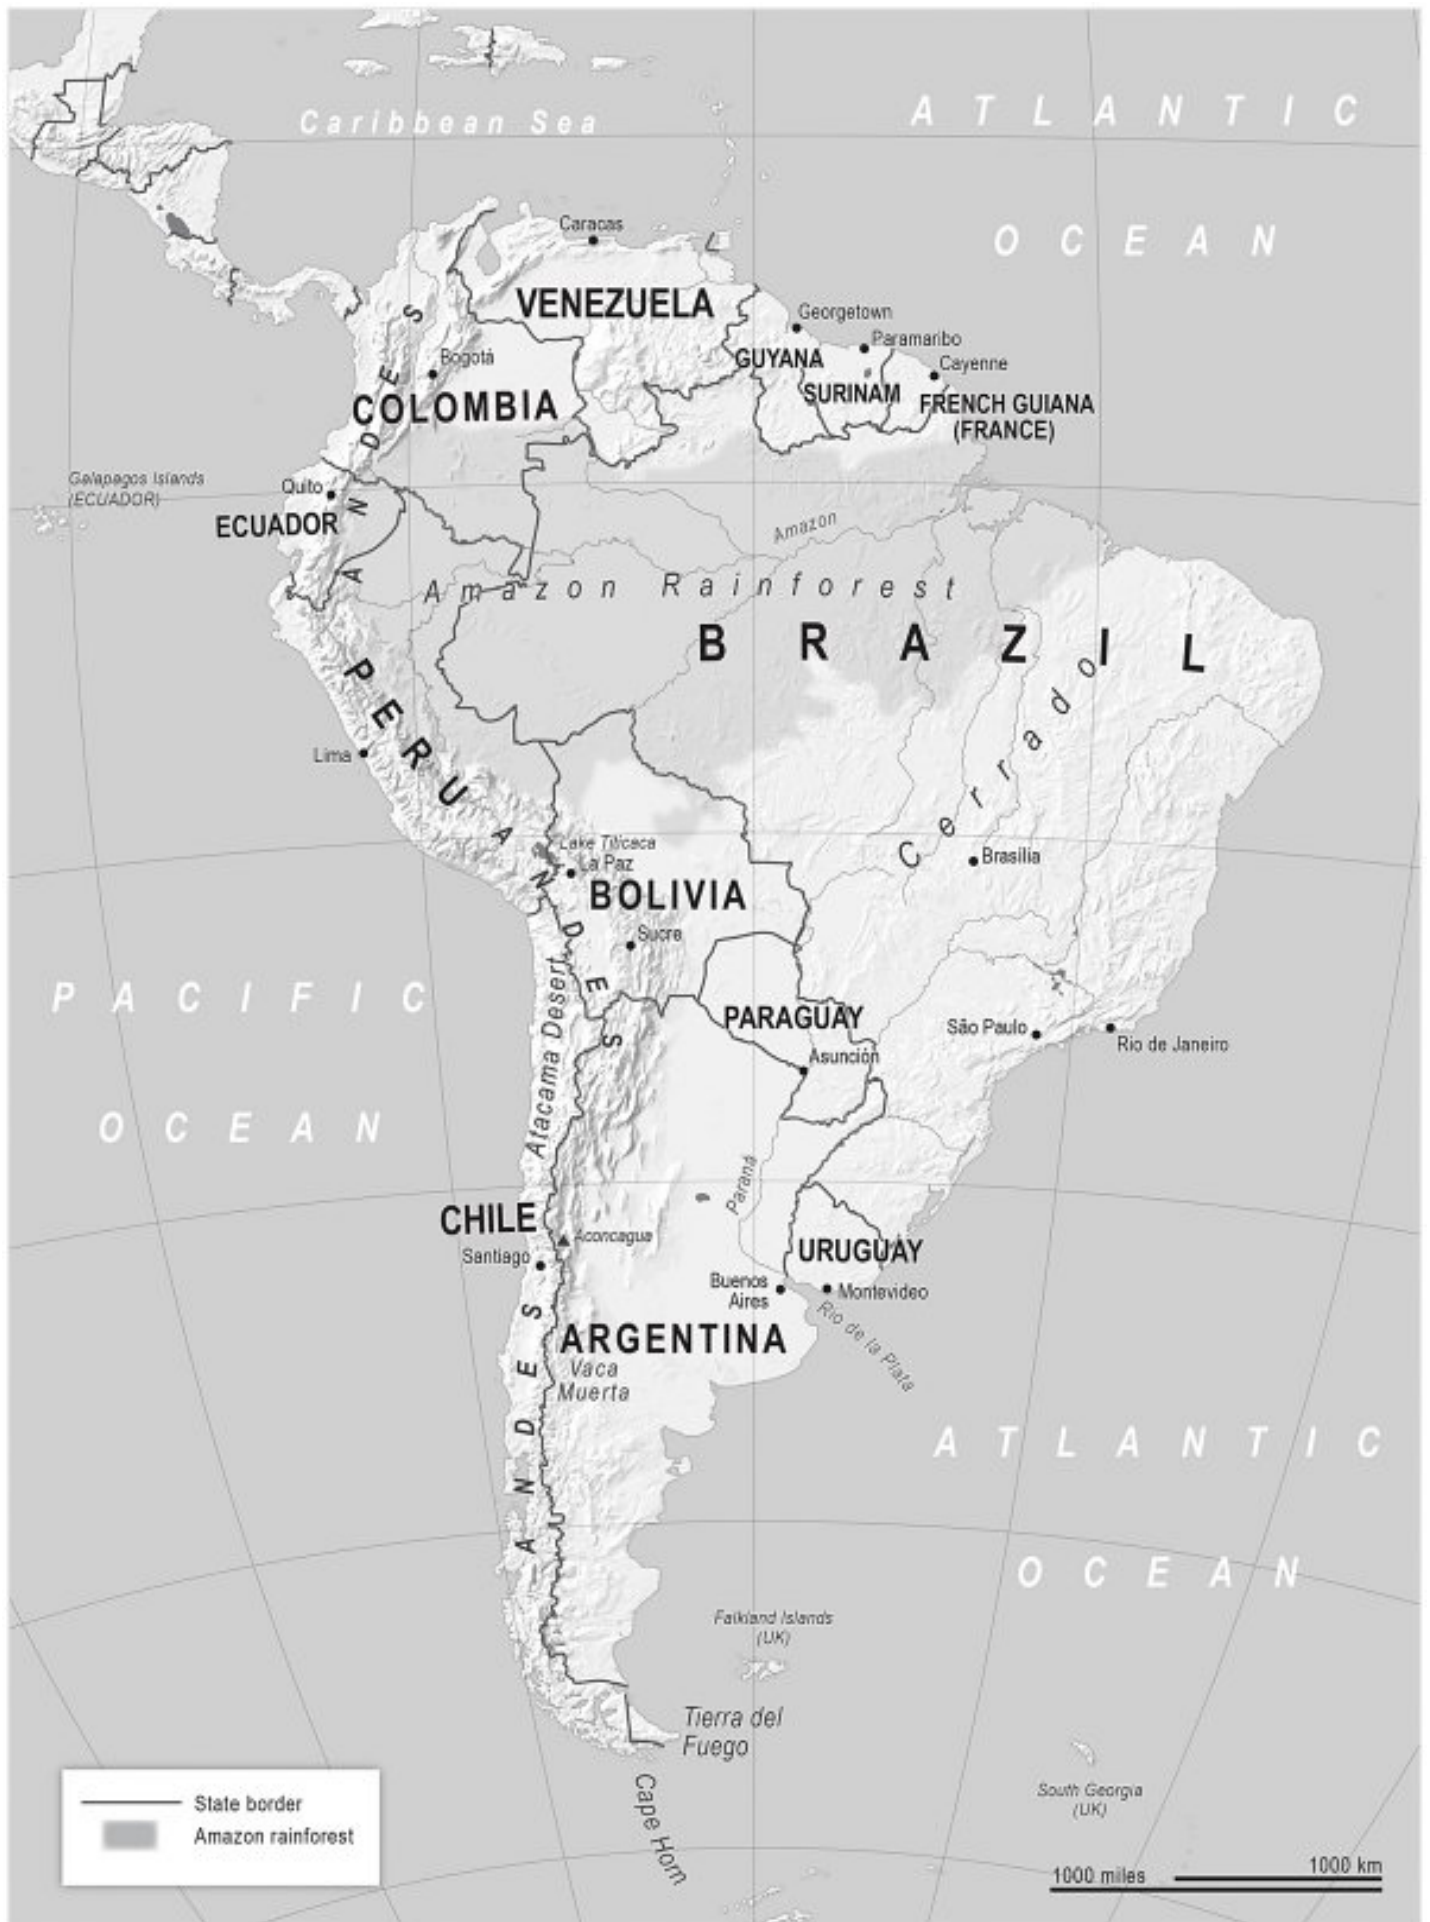 Caribbean Sea
ATLANTIC
OCEAN
Caracas
VENEZUELA
Georgetown
Paramaribo
GUYANA
Cayenne
SURINAM
FRENCH GUIANA
(FRANCE)
Bogotá
COLOMBIA
ANDES
Galapagos Islands
(ECUADOR)
Quito
ECUADOR
Amazon
Amazon Rainforest
BRAZIL
PERU
Lima
Cerrado
Brasília
Lake Titicaca
La Paz
BOLIVIA
Sucre
ANDES
PACIFIC
OCEAN
Atacama Desert
PARAGUAY
Asunción
São Paulo
Rio de Janeiro
Paraná
CHILE
Santiago
Aconcagua
URUGUAY
Buenos
Aires
Montevideo
Rio de la Plata
ARGENTINA
Vaca
Muerta
ANDES
ATLANTIC
OCEAN
Falkland Islands
(UK)
Tierra del
Fuego
Cape Horn
South Georgia
(UK)
State border
Amazon rainforest
1000 km
1000 miles